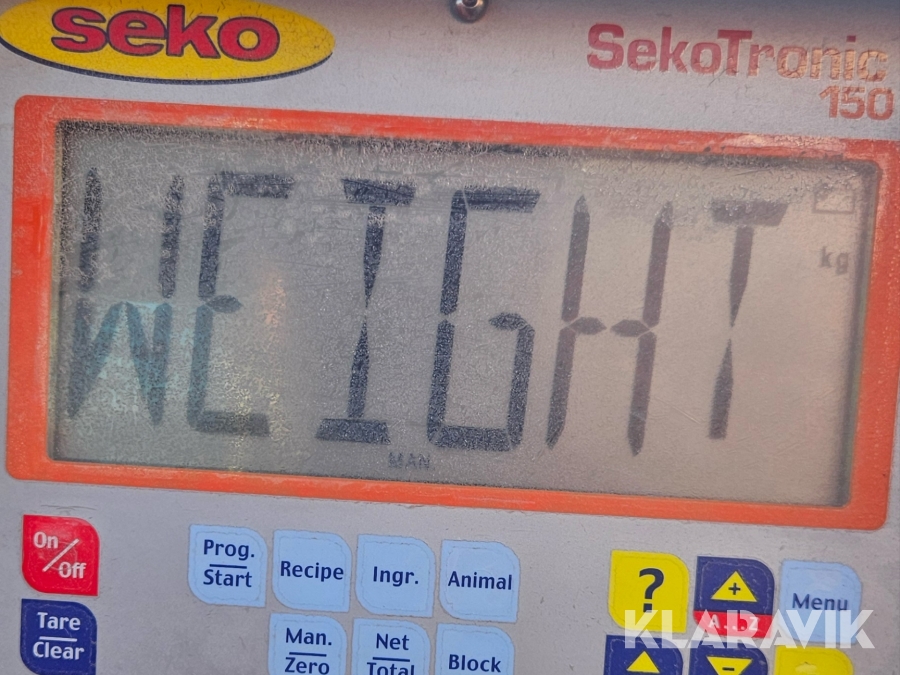 seko
SekoTronic
150
WEIGHT
kg
MAN
On/Off
Prog.
Start
Recipe
Ingr.
Animal
?
+
A...Z
Menu
Tare
Clear
Man.
Zero
Net
Total
Block
-
KLARAVIK